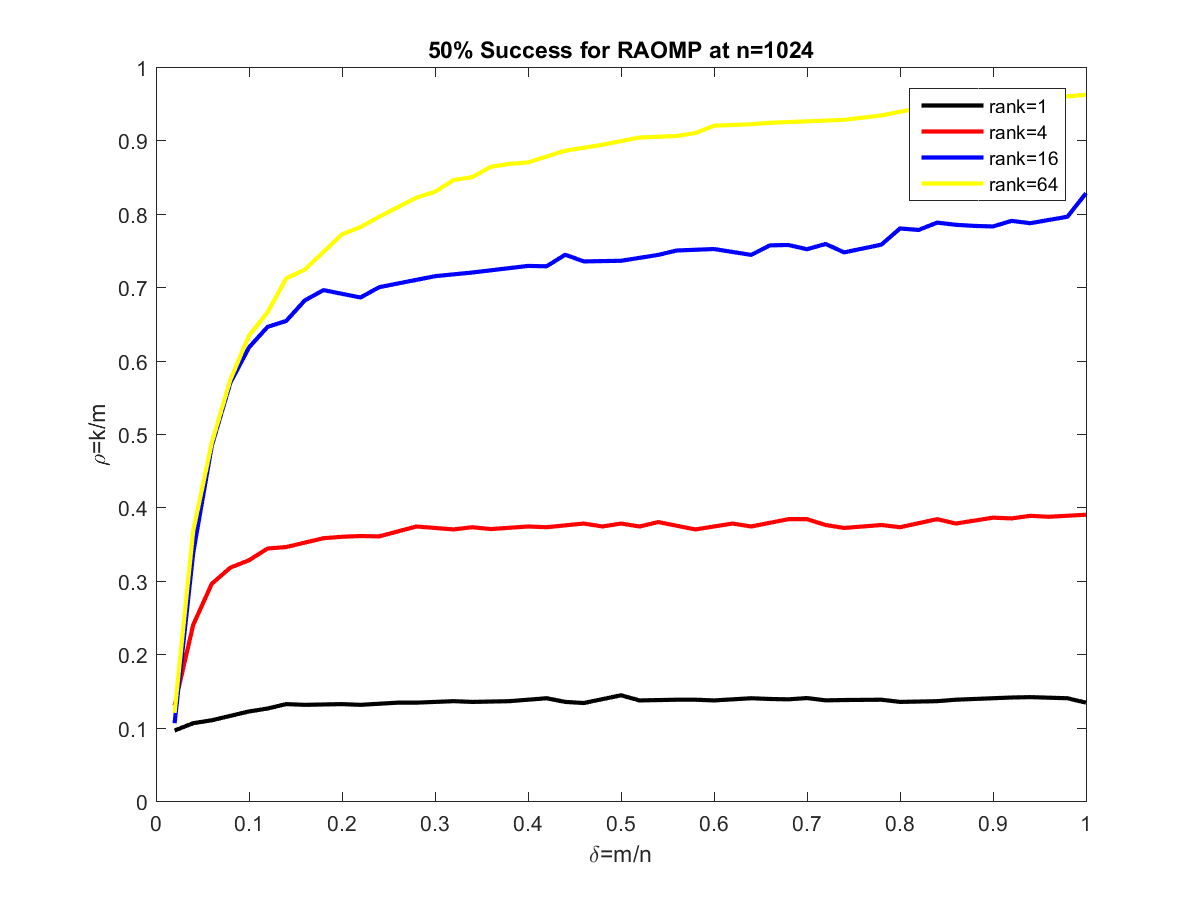 50% Success for RAOMP at n=1024
rank=1
rank=4
rank=16
rank=64
1
0.9
0.8
0.7
0.6
0.5
0.4
0.3
0.2
0.1
0
ρ=k/m
0 0.1 0.2 0.3 0.4 0.5 0.6 0.7 0.8 0.9 1
δ=m/n